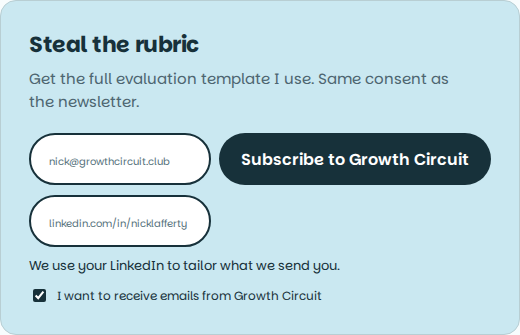 Steal the rubric
Get the full evaluation template I use. Same consent as
the newsletter.
nick@growthcircuit.club
Subscribe to Growth Circuit
linkedin.com/in/nicklafferty
We use your LinkedIn to tailor what we send you.
I want to receive emails from Growth Circuit